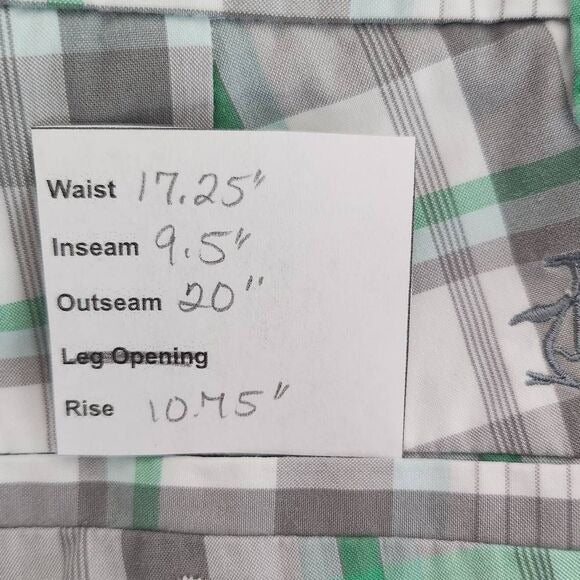 Waist 17.25"
Inseam 9.5"
Outseam 20"
Leg Opening
Rise 10.75"